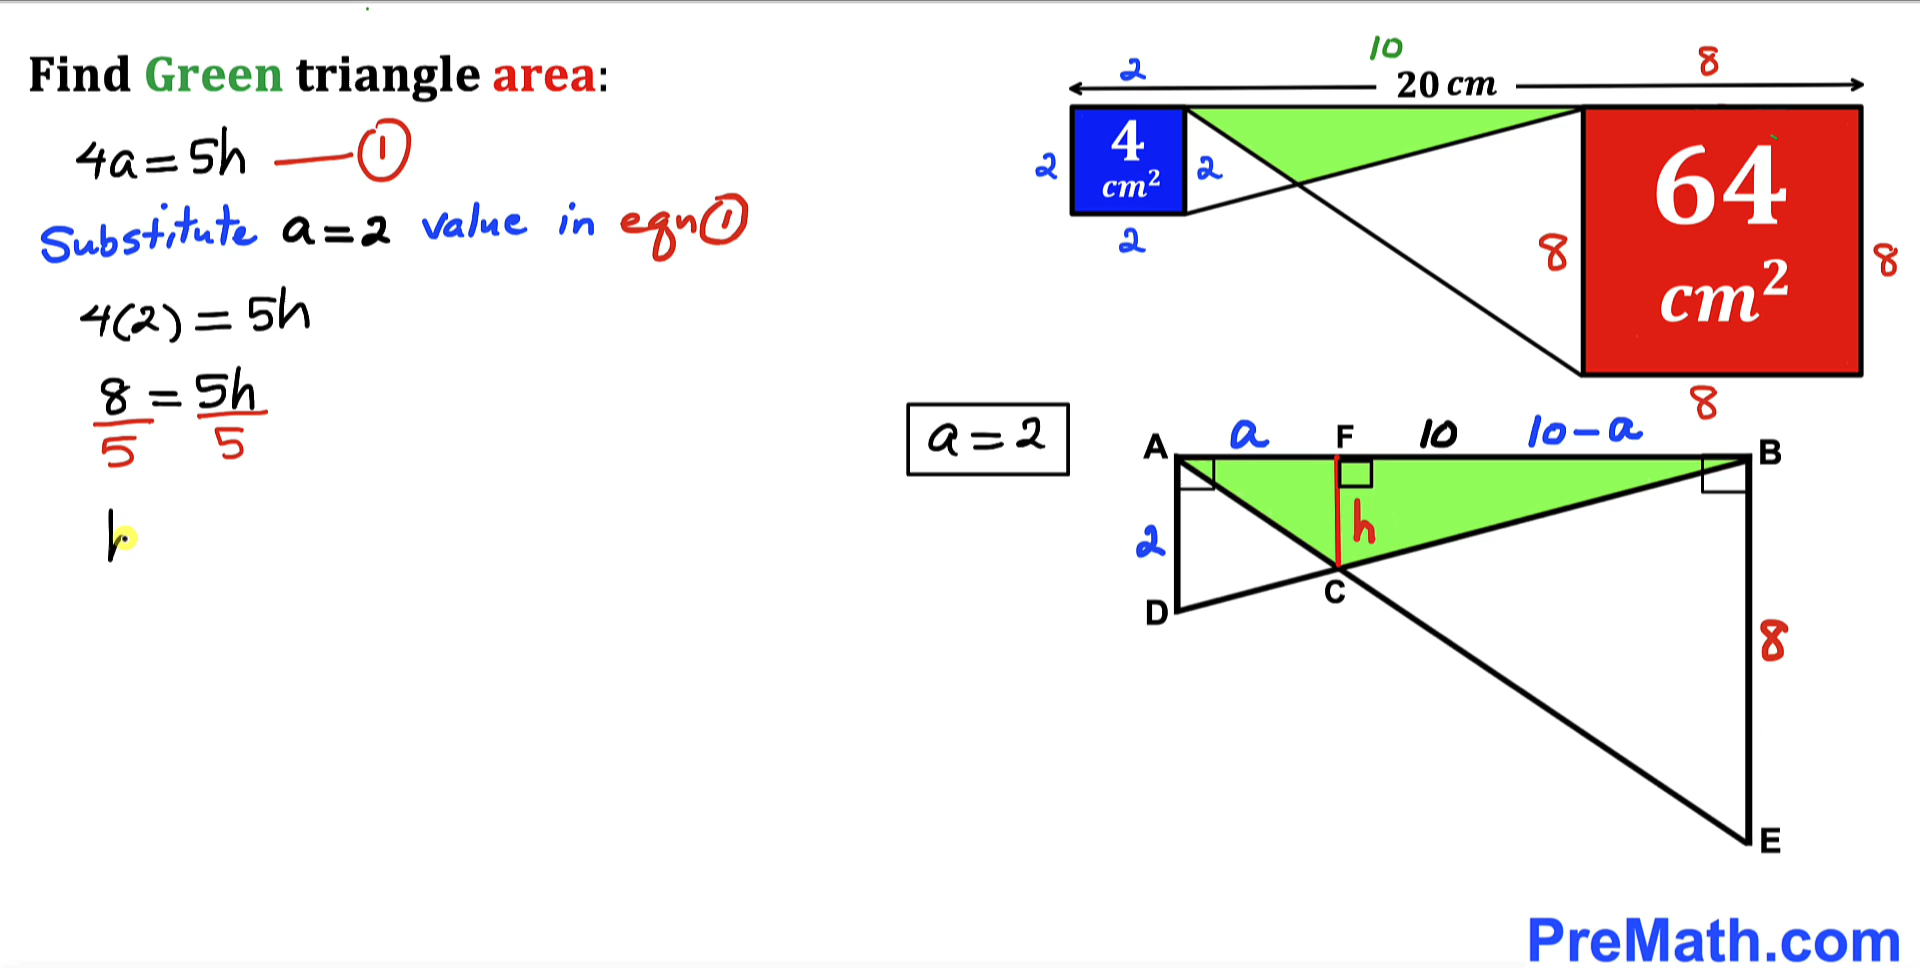 Find Green triangle area:
4a = 5h —①
Substitute a = 2 value in eqn①
4(2) = 5h
8 = 5h
5 5
h
a = 2
10
2 20 cm 8
2 4 cm² 2
2
64 cm²
8 8
8
A a F 10 10-a B
2 h
D C
8
E
PreMath.com